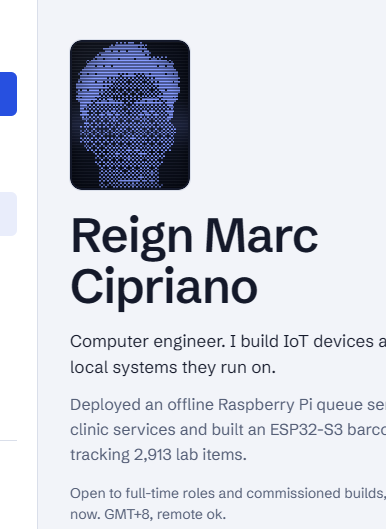 Reign Marc
Cipriano
Computer engineer. I build IoT devices a
local systems they run on.
Deployed an offline Raspberry Pi queue se
clinic services and built an ESP32-S3 barco
tracking 2,913 lab items.
Open to full-time roles and commissioned builds,
now. GMT+8, remote ok.